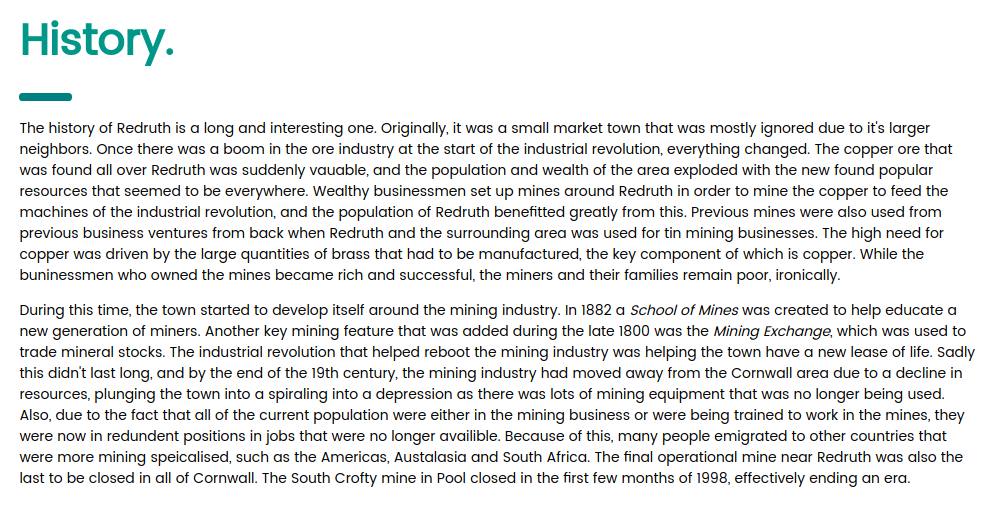 History.
The history of Redruth is a long and interesting one. Originally, it was a small market town that was mostly ignored due to it's larger
neighbors. Once there was a boom in the ore industry at the start of the industrial revolution, everything changed. The copper ore that
was found all over Redruth was suddenly vauable, and the population and wealth of the area exploded with the new found popular
resources that seemed to be everywhere. Wealthy businessmen set up mines around Redruth in order to mine the copper to feed the
machines of the industrial revolution, and the population of Redruth benefitted greatly from this. Previous mines were also used from
previous business ventures from back when Redruth and the surrounding area was used for tin mining businesses. The high need for
copper was driven by the large quantities of brass that had to be manufactured, the key component of which is copper. While the
buninessmen who owned the mines became rich and successful, the miners and their families remain poor, ironically.
During this time, the town started to develop itself around the mining industry. In 1882 a School of Mines was created to help educate a
new generation of miners. Another key mining feature that was added during the late 1800 was the Mining Exchange, which was used to
trade mineral stocks. The industrial revolution that helped reboot the mining industry was helping the town have a new lease of life. Sadly
this didn't last long, and by the end of the 19th century, the mining industry had moved away from the Cornwall area due to a decline in
resources, plunging the town into a spiraling into a depression as there was lots of mining equipment that was no longer being used.
Also, due to the fact that all of the current population were either in the mining business or were being trained to work in the mines, they
were now in redundent positions in jobs that were no longer availible. Because of this, many people emigrated to other countries that
were more mining speicalised, such as the Americas, Austalasia and South Africa. The final operational mine near Redruth was also the
last to be closed in all of Cornwall. The South Crofty mine in Pool closed in the first few months of 1998, effectively ending an era.